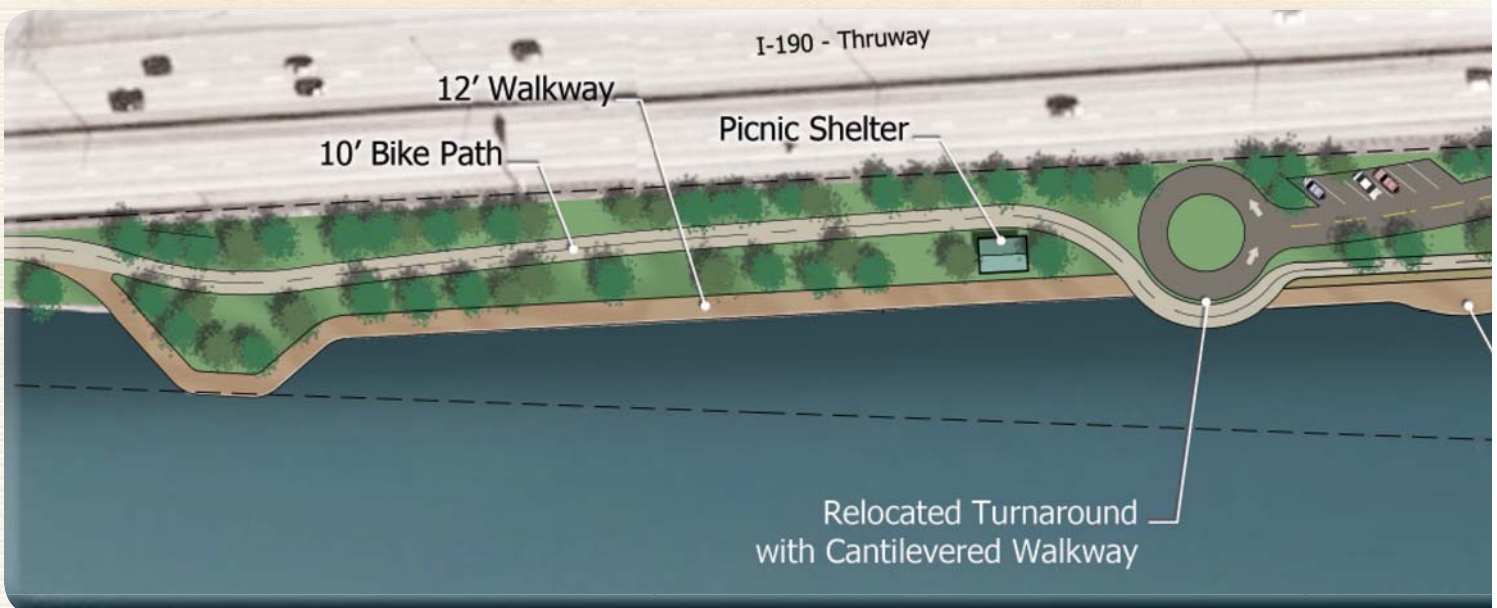 I-190 - Thruway
12' Walkway
Picnic Shelter
10' Bike Path
Relocated Turnaround
with Cantilevered Walkway